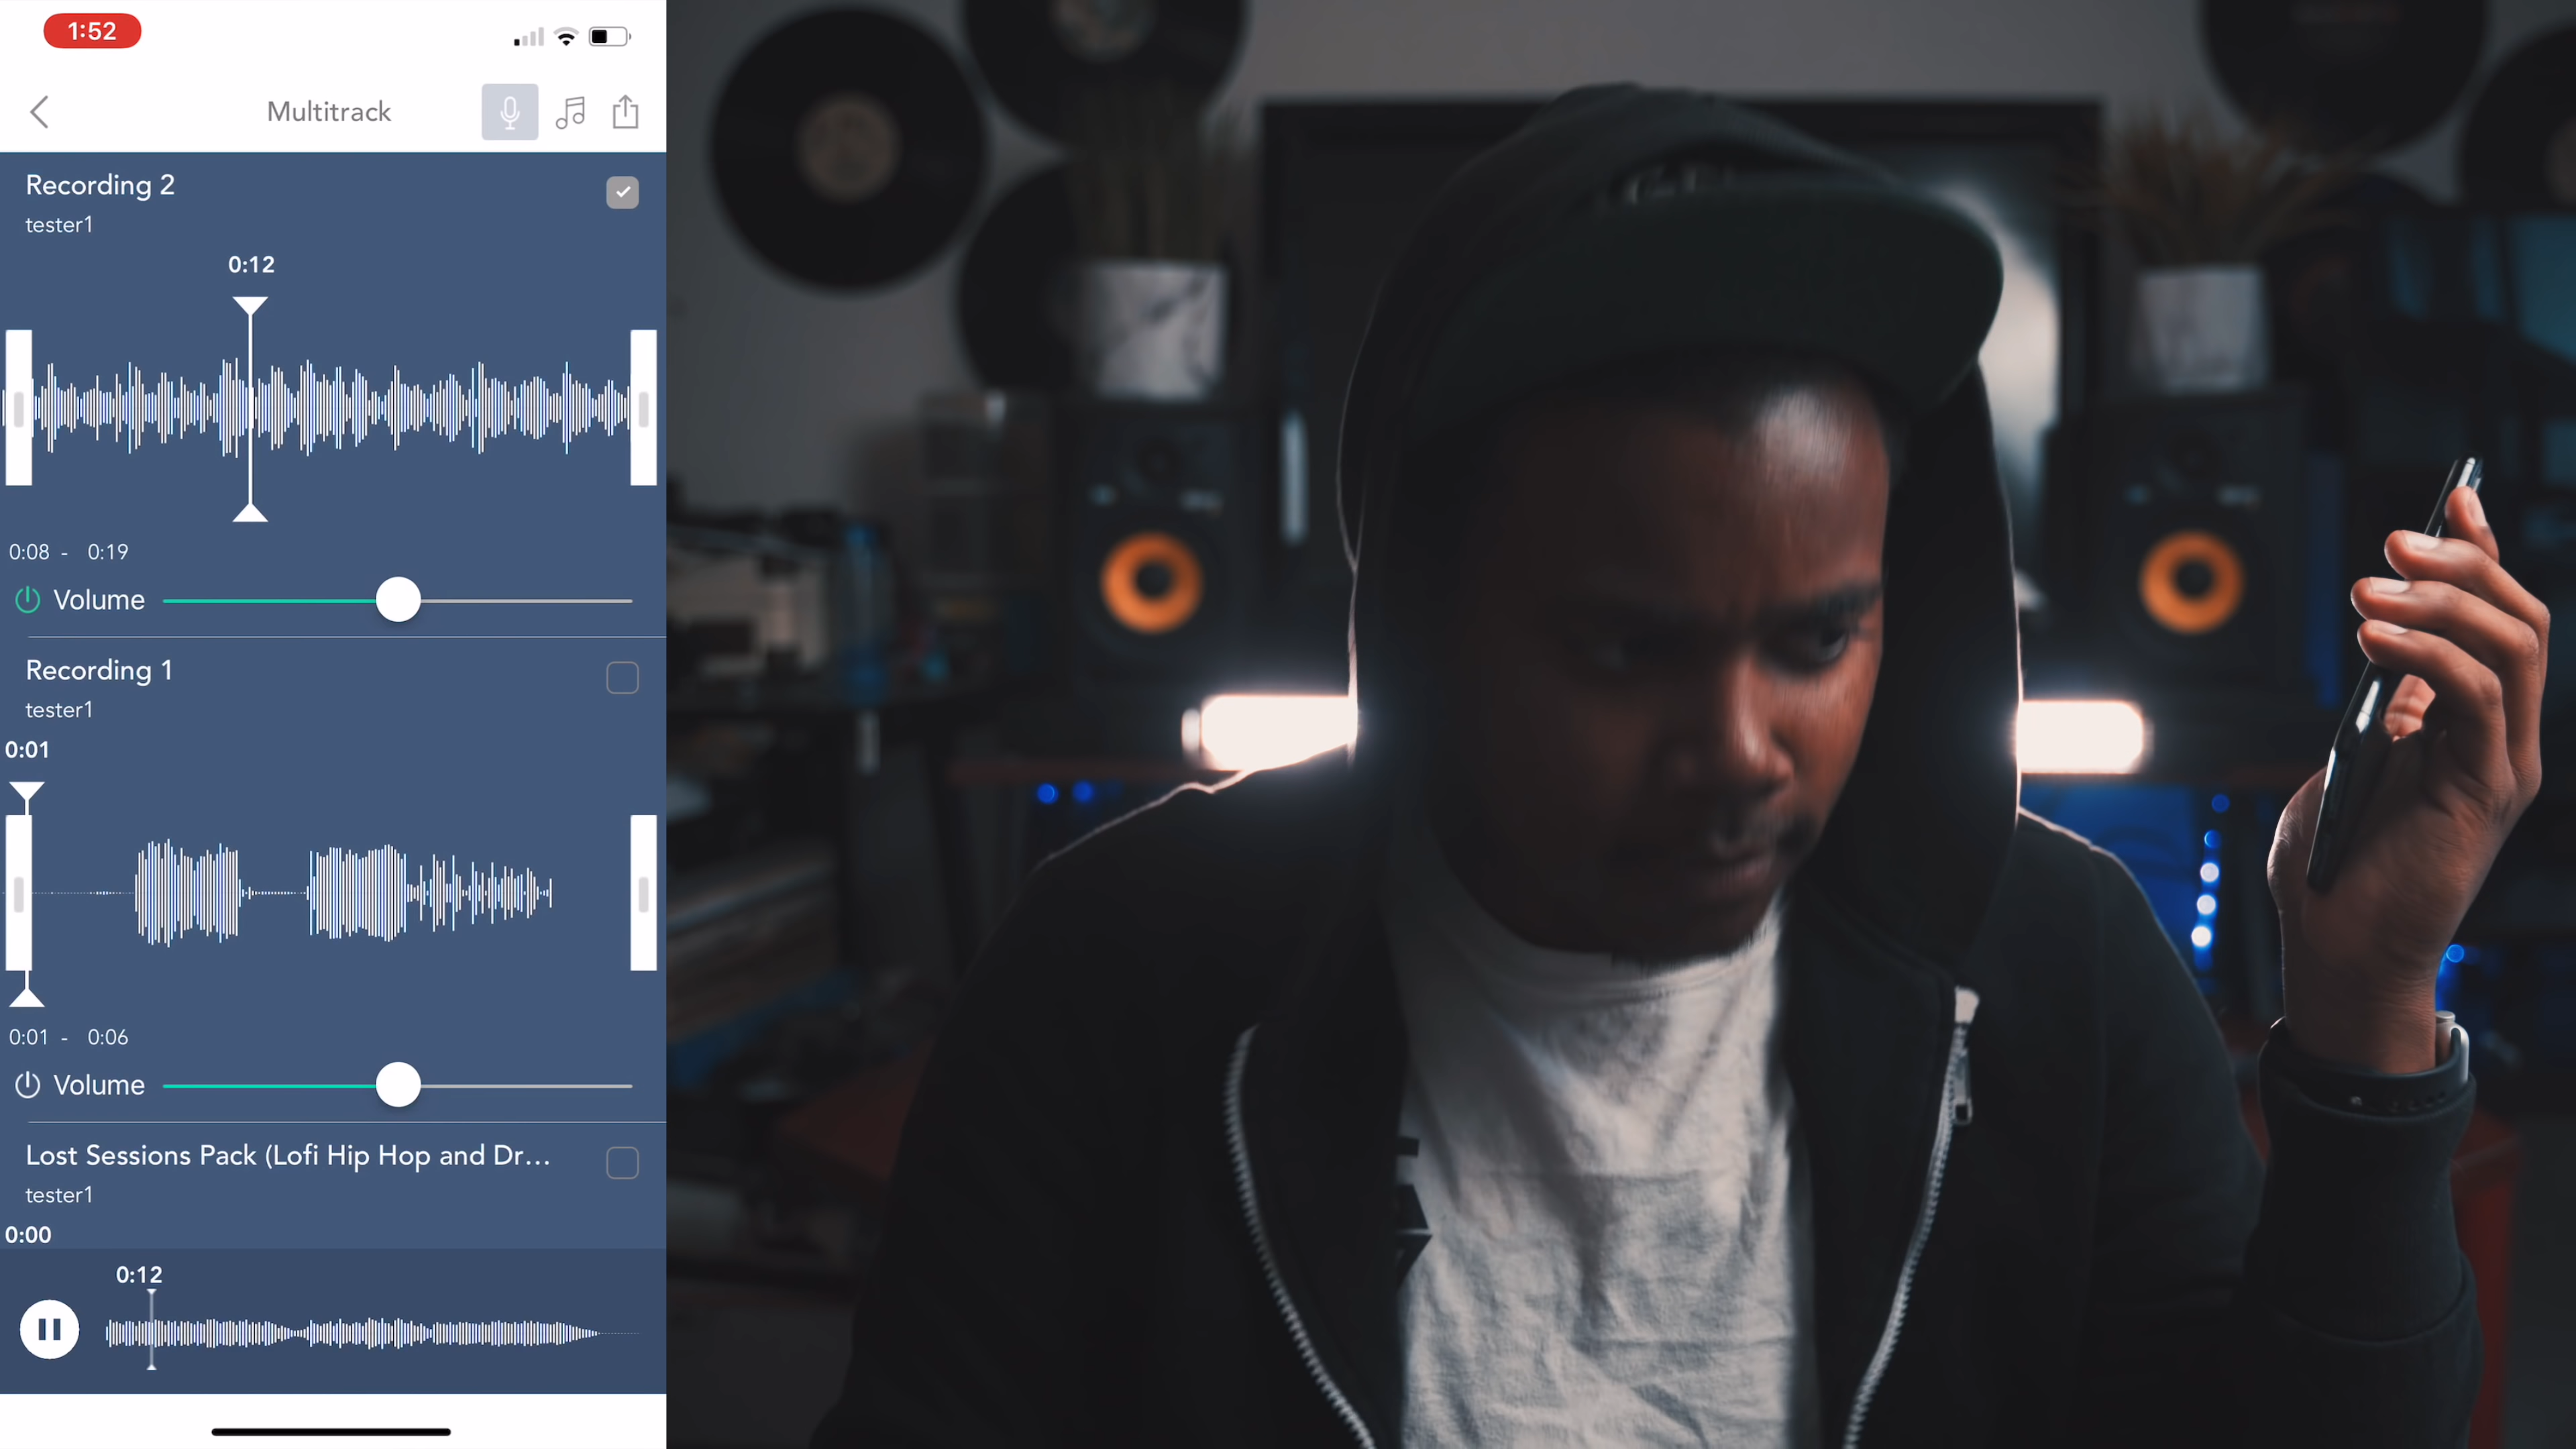 1:52
Multitrack
Recording 2
tester1
0:12
0:08 - 0:19
Volume
Recording 1
tester1
0:01
0:01 - 0:06
Volume
Lost Sessions Pack (Lofi Hip Hop and Dr...
tester1
0:00
0:12